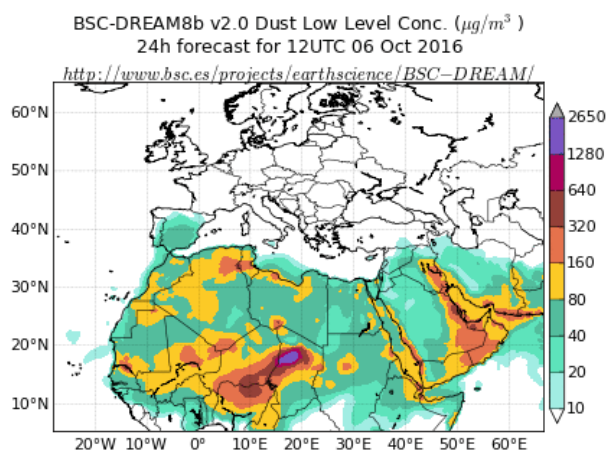 BSC-DREAM8b v2.0 Dust Low Level Conc. (μg/m³ )
24h forecast for 12UTC 06 Oct 2016
http://www.bsc.es/projects/earthscience/BSC−DREAM/
60°N
50°N
40°N
30°N
20°N
10°N
20°W 10°W 0° 10°E 20°E 30°E 40°E 50°E 60°E
2650
1280
640
320
160
80
40
20
10